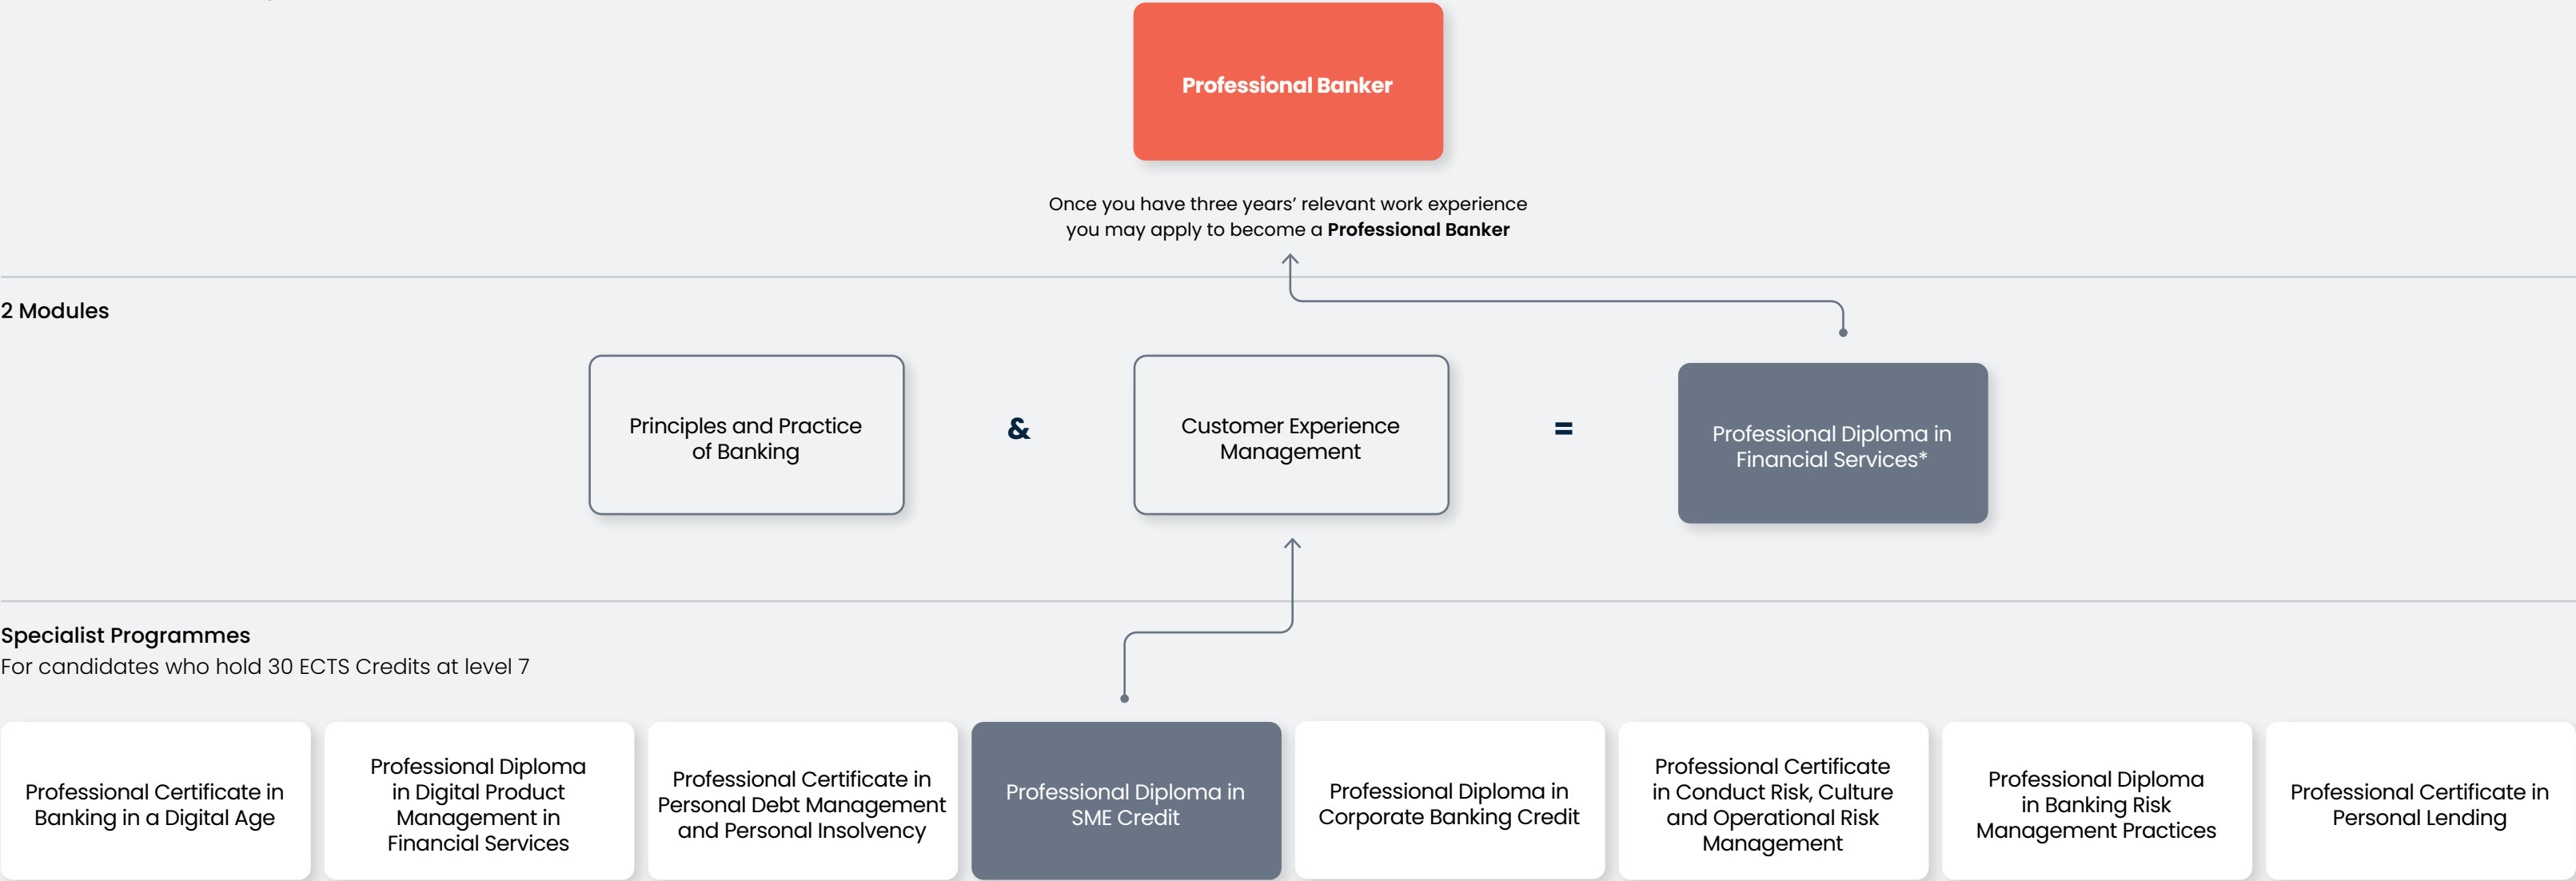 Professional Banker
Once you have three years’ relevant work experience
you may apply to become a Professional Banker
2 Modules
Principles and Practice
of Banking
&
Customer Experience
Management
=
Professional Diploma in
Financial Services*
Specialist Programmes
For candidates who hold 30 ECTS Credits at level 7
Professional Certificate in
Banking in a Digital Age
Professional Diploma
in Digital Product
Management in
Financial Services
Professional Certificate in
Personal Debt Management
and Personal Insolvency
Professional Diploma in
SME Credit
Professional Diploma in
Corporate Banking Credit
Professional Certificate
in Conduct Risk, Culture
and Operational Risk
Management
Professional Diploma
in Banking Risk
Management Practices
Professional Certificate in
Personal Lending